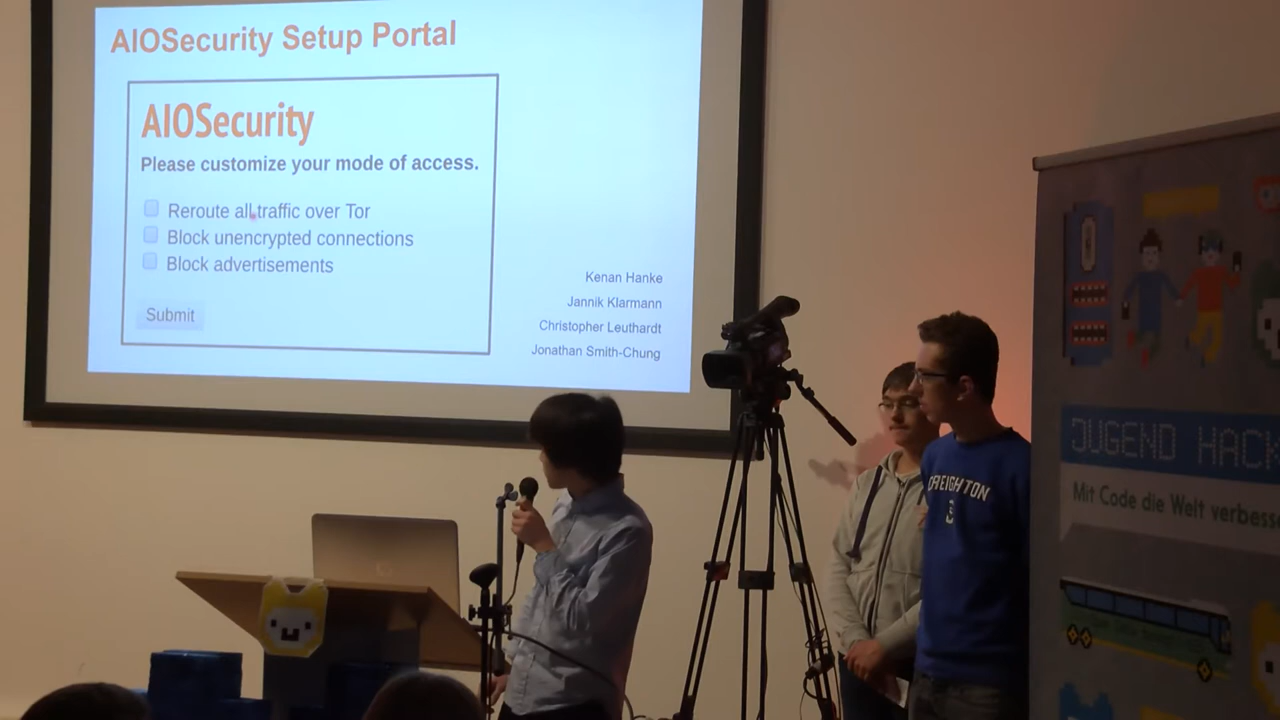 AIOSecurity Setup Portal
AIOSecurity
Please customize your mode of access.
Reroute all traffic over Tor
Block unencrypted connections
Block advertisements
Submit
Kenan Hanke
Jannik Klarmann
Christopher Leuthardt
Jonathan Smith-Chung
CREIGHTON
JUGEND HACK
Mit Code die Welt verbesse